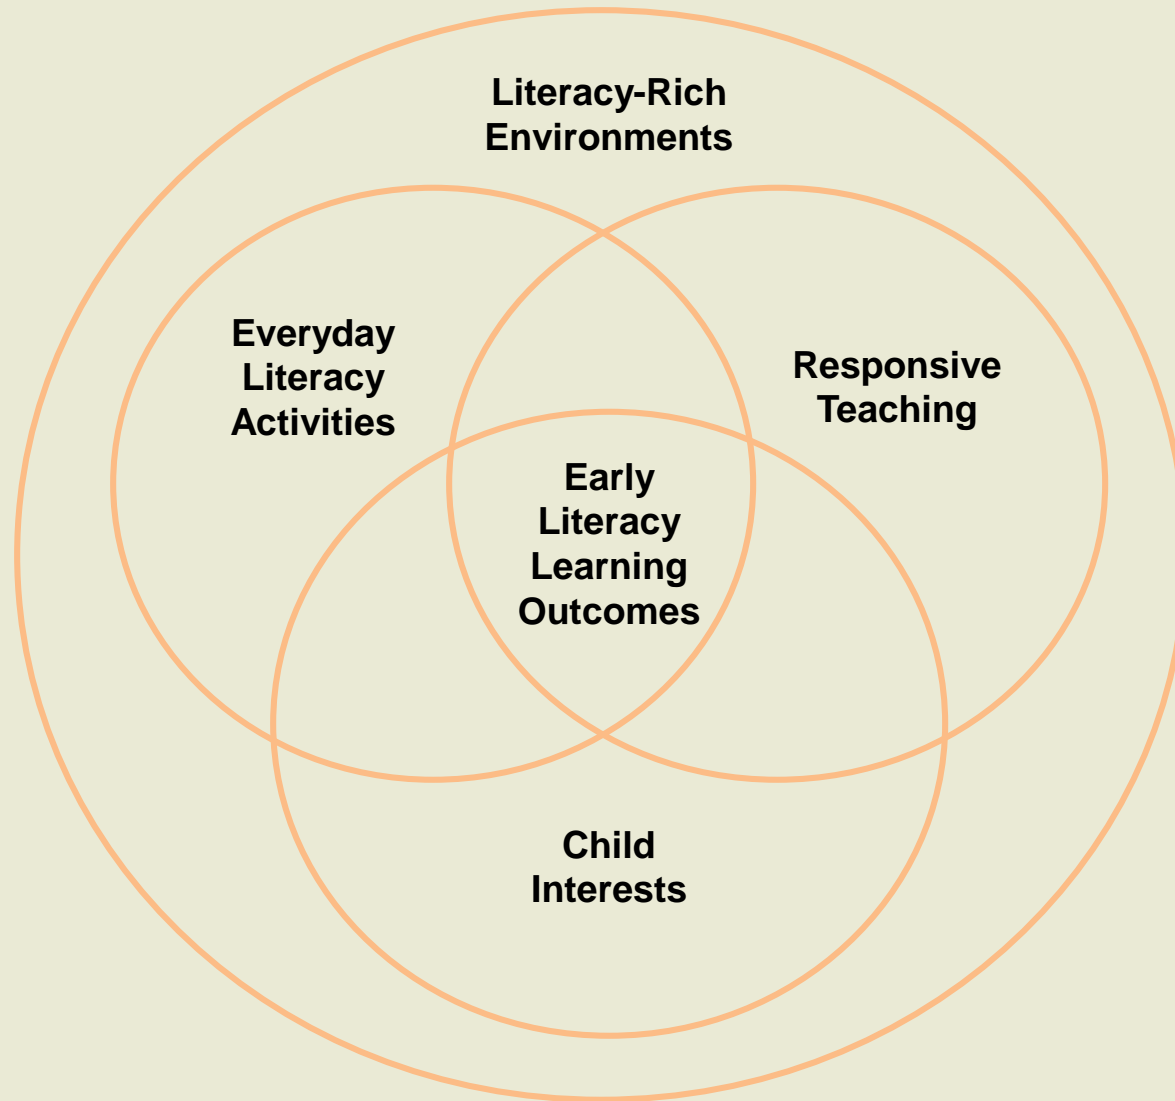 Literacy-Rich
Environments
Everyday
Literacy
Activities
Responsive
Teaching
Early
Literacy
Learning
Outcomes
Child
Interests